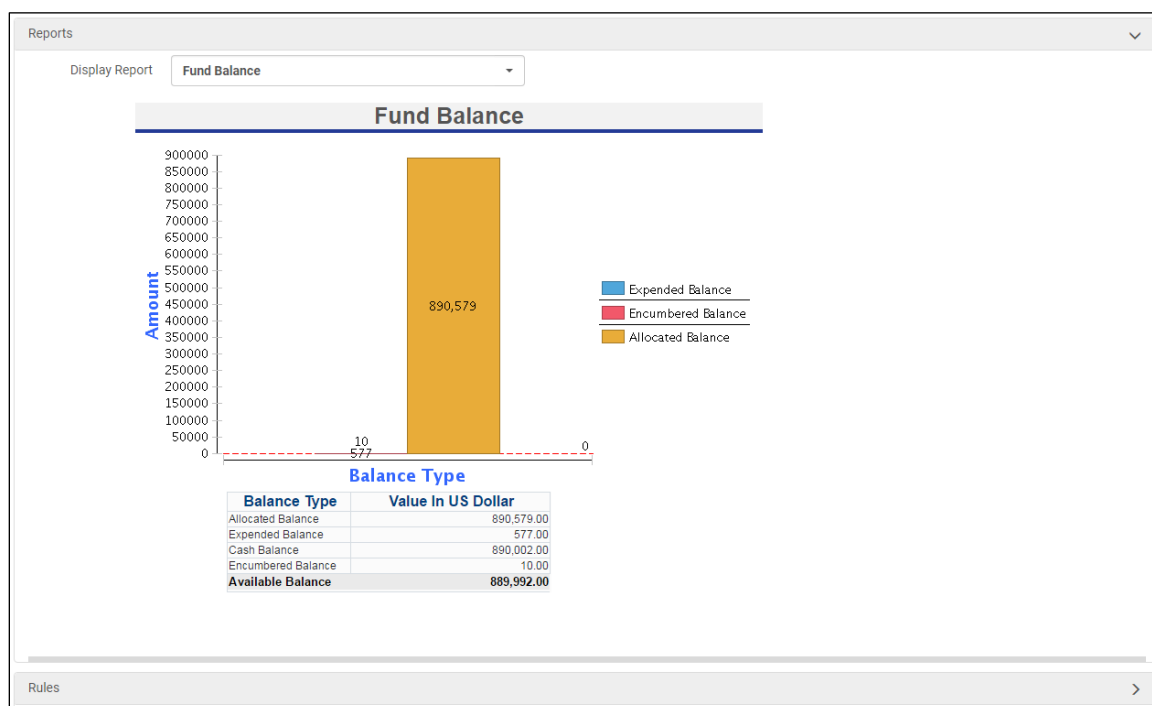 Reports
Display Report Fund Balance
Fund Balance
900000
850000
800000
750000
700000
650000
600000
550000
500000
450000
400000
350000
300000
250000
200000
150000
100000
50000
0
Amount
890,579
10
577
0
Balance Type
Expended Balance
Encumbered Balance
Allocated Balance
Balance Type Value In US Dollar
Allocated Balance 890,579.00
Expended Balance 577.00
Cash Balance 890,002.00
Encumbered Balance 10.00
Available Balance 889,992.00
Rules